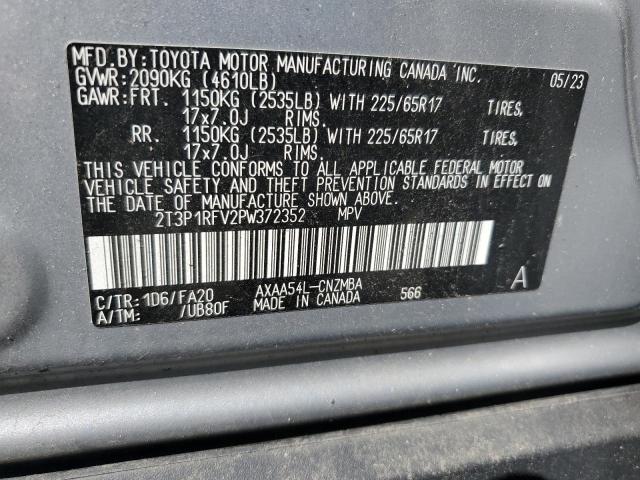 MFD.BY:TOYOTA MOTOR MANUFACTURING CANADA INC. 05/23
GVWR:2090KG (4610LB)
GAWR:FRT. 1150KG (2535LB) WITH 225/65R17 TIRES,
17x7.0J RIMS.
RR. 1150KG (2535LB) WITH 225/65R17 TIRES,
17x7.0J RIMS.
THIS VEHICLE CONFORMS TO ALL APPLICABLE FEDERAL MOTOR
VEHICLE SAFETY AND THEFT PREVENTION STANDARDS IN EFFECT ON
THE DATE OF MANUFACTURE SHOWN ABOVE.
2T3P1RFV2PW372352 MPV
C/TR: 1D6/FA20 AXAA54L-CNZMBA 566 A
A/TM: /UB80F MADE IN CANADA